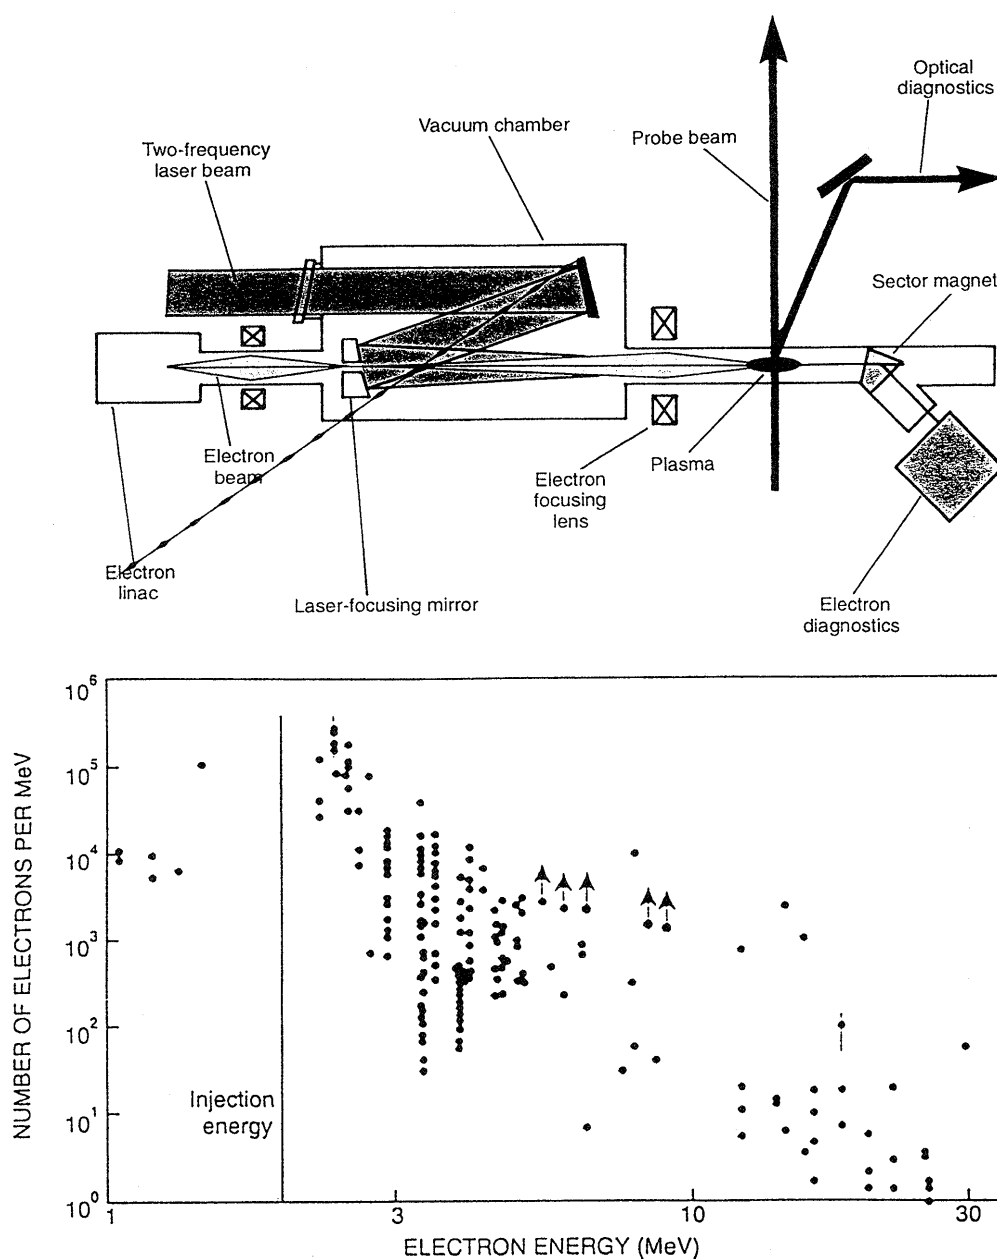 Optical
diagnostics
Vacuum chamber
Probe beam
Two-frequency
laser beam
Sector magnet
Electron
beam
Electron
focusing
lens
Plasma
Electron
linac
Laser-focusing mirror
Electron
diagnostics
10⁶
10⁵
10⁴
10³
10²
10¹
10⁰
NUMBER OF ELECTRONS PER MeV
Injection
energy
1
3
10
30
ELECTRON ENERGY (MeV)